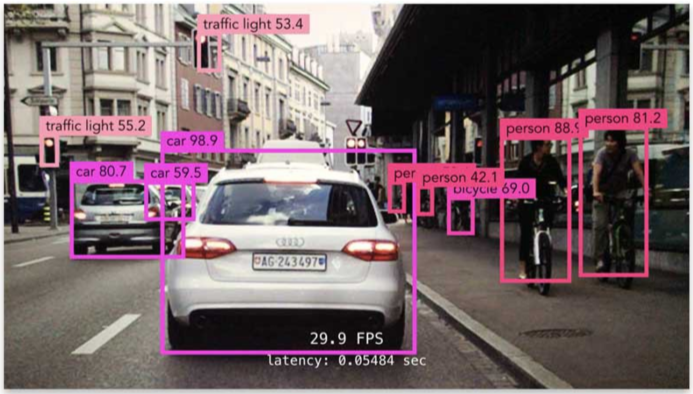 traffic light 53.4
traffic light 55.2
car 98.9
person 88.9
person 81.2
car 80.7
car 59.5
per
person 42.1
bicycle 69.0
AG 243497
29.9 FPS
latency: 0.05484 sec